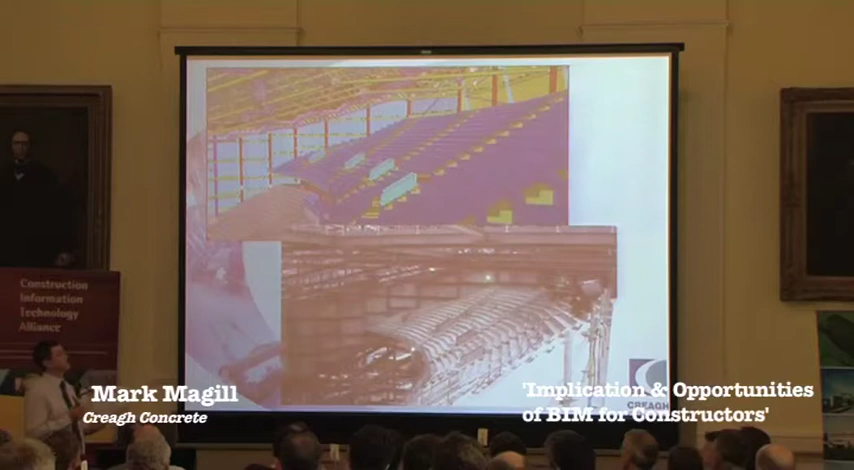 Construction
Information
Technology
Alliance
Mark Magill
Creagh Concrete
'Implication & Opportunities
of BIM for Constructors'
CREAGH